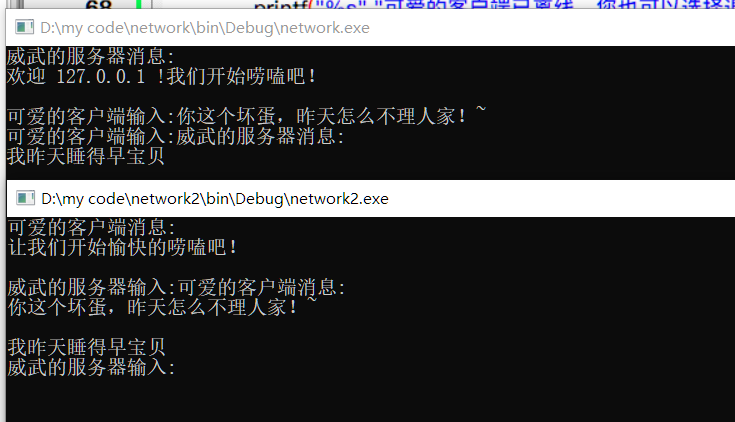 68
printf("%s","可爱的客户端已离线，您也可以选择退
D:\my code\network\bin\Debug\network.exe
威武的服务器消息:
欢迎 127.0.0.1 !我们开始唠嗑吧！
可爱的客户端输入:你这个坏蛋，昨天怎么不理人家！~
可爱的客户端输入:威武的服务器消息:
我昨天睡得早宝贝
D:\my code\network2\bin\Debug\network2.exe
可爱的客户端消息:
让我们开始愉快的唠嗑吧！
威武的服务器输入:可爱的客户端消息:
你这个坏蛋，昨天怎么不理人家！~
我昨天睡得早宝贝
威武的服务器输入: